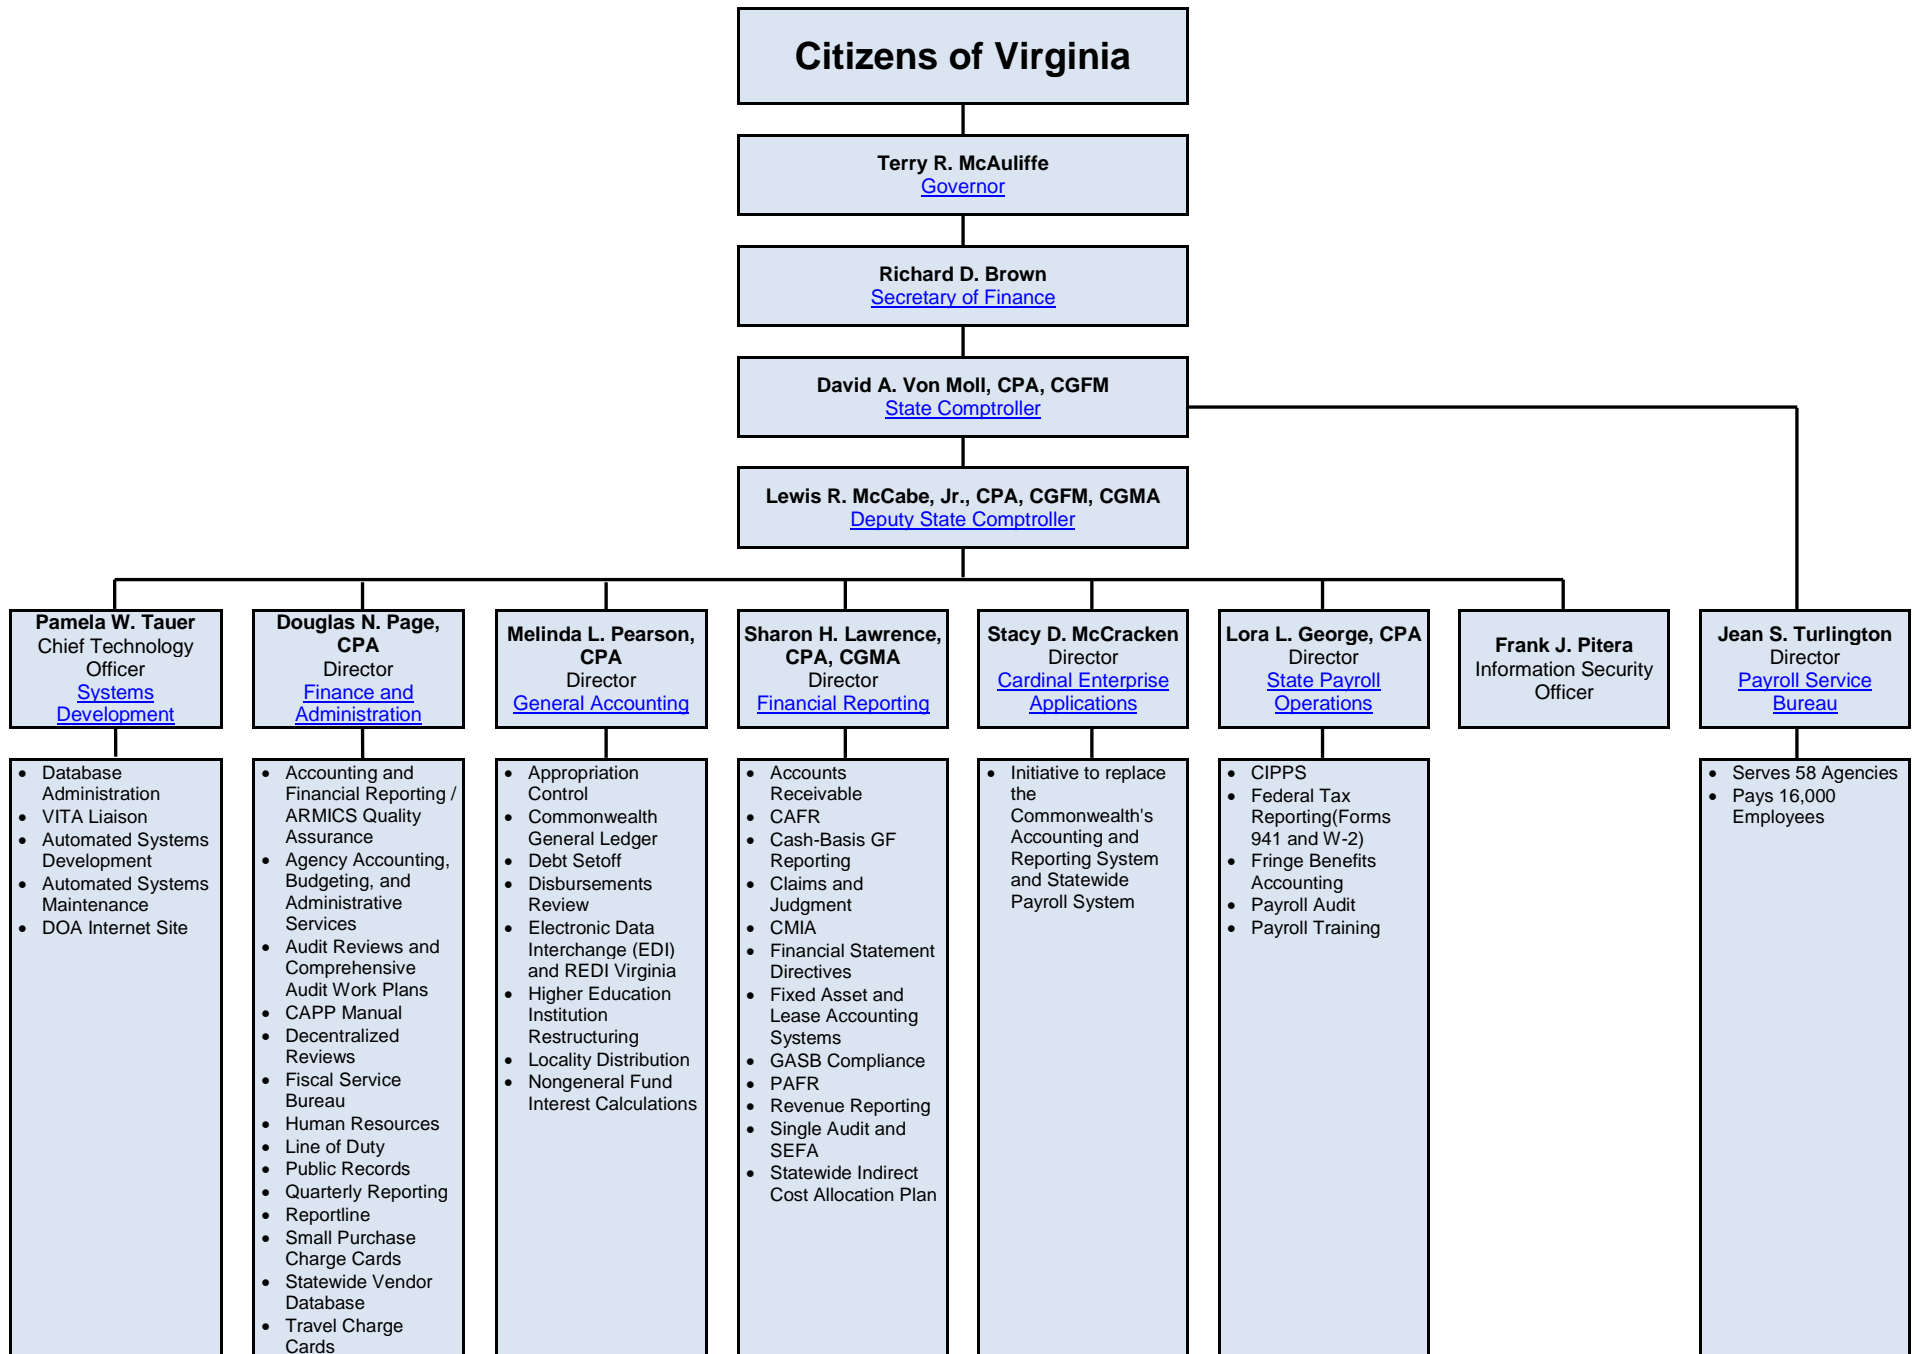 Citizens of Virginia
Terry R. McAuliffe
Governor
Richard D. Brown
Secretary of Finance
David A. Von Moll, CPA, CGFM
State Comptroller
Lewis R. McCabe, Jr., CPA, CGFM, CGMA
Deputy State Comptroller
Pamela W. Tauer
Chief Technology
Officer
Systems
Development
• Database
Administration
• VITA Liaison
• Automated Systems
Development
• Automated Systems
Maintenance
• DOA Internet Site
Douglas N. Page,
CPA
Director
Finance and
Administration
• Accounting and
Financial Reporting /
ARMICS Quality
Assurance
• Agency Accounting,
Budgeting, and
Administrative
Services
• Audit Reviews and
Comprehensive
Audit Work Plans
• CAPP Manual
• Decentralized
Reviews
• Fiscal Service
Bureau
• Human Resources
• Line of Duty
• Public Records
• Quarterly Reporting
• Reportline
• Small Purchase
Charge Cards
• Statewide Vendor
Database
• Travel Charge
Cards
Melinda L. Pearson,
CPA
Director
General Accounting
• Appropriation
Control
• Commonwealth
General Ledger
• Debt Setoff
• Disbursements
Review
• Electronic Data
Interchange (EDI)
and REDI Virginia
• Higher Education
Institution
Restructuring
• Locality Distribution
• Nongeneral Fund
Interest Calculations
Sharon H. Lawrence,
CPA, CGMA
Director
Financial Reporting
• Accounts
Receivable
• CAFR
• Cash-Basis GF
Reporting
• Claims and
Judgment
• CMIA
• Financial Statement
Directives
• Fixed Asset and
Lease Accounting
Systems
• GASB Compliance
• PAFR
• Revenue Reporting
• Single Audit and
SEFA
• Statewide Indirect
Cost Allocation Plan
Stacy D. McCracken
Director
Cardinal Enterprise
Applications
• Initiative to replace
the
Commonwealth's
Accounting and
Reporting System
and Statewide
Payroll System
Lora L. George, CPA
Director
State Payroll
Operations
• CIPPS
• Federal Tax
Reporting(Forms
941 and W-2)
• Fringe Benefits
Accounting
• Payroll Audit
• Payroll Training
Frank J. Pitera
Information Security
Officer
Jean S. Turlington
Director
Payroll Service
Bureau
• Serves 58 Agencies
• Pays 16,000
Employees